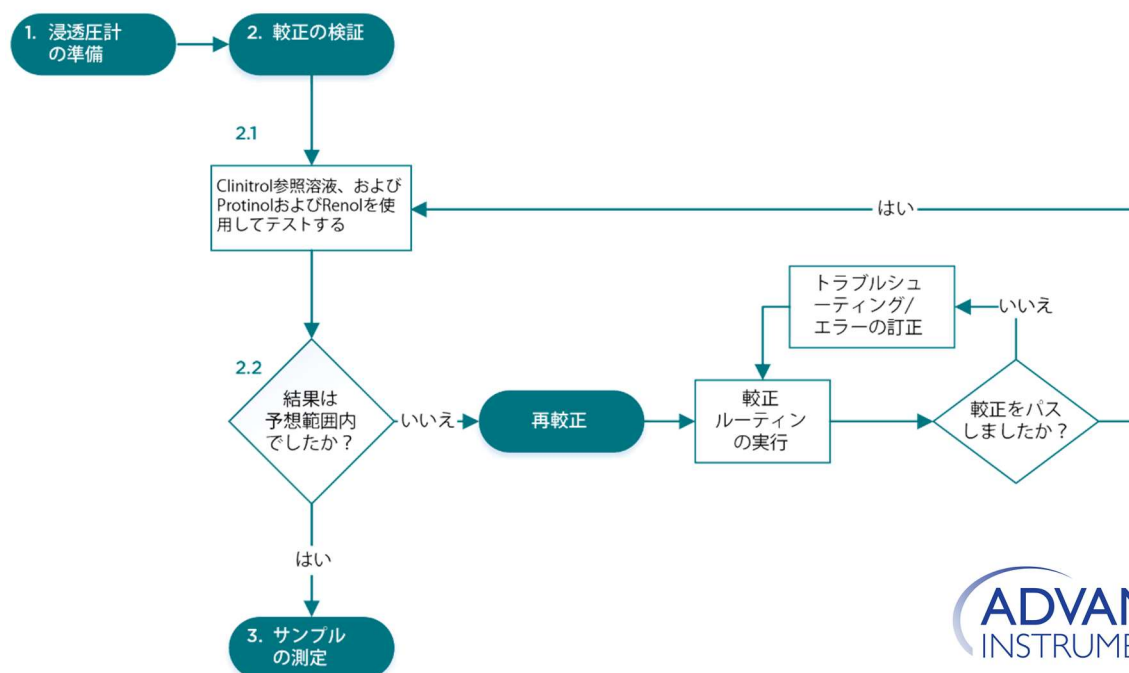 1. 浸透圧計
の準備
2. 較正の検証
2.1
Clinitrol参照溶液、および
ProtinolおよびRenolを使
用してテストする
はい
トラブルシュ
ーティング/
エラーの訂正
いいえ
2.2
結果は
予想範囲内
でしたか？
いいえ
再較正
較正
ルーティン
の実行
較正をパス
しましたか？
はい
3. サンプル
の測定
ADVAN
INSTRUME